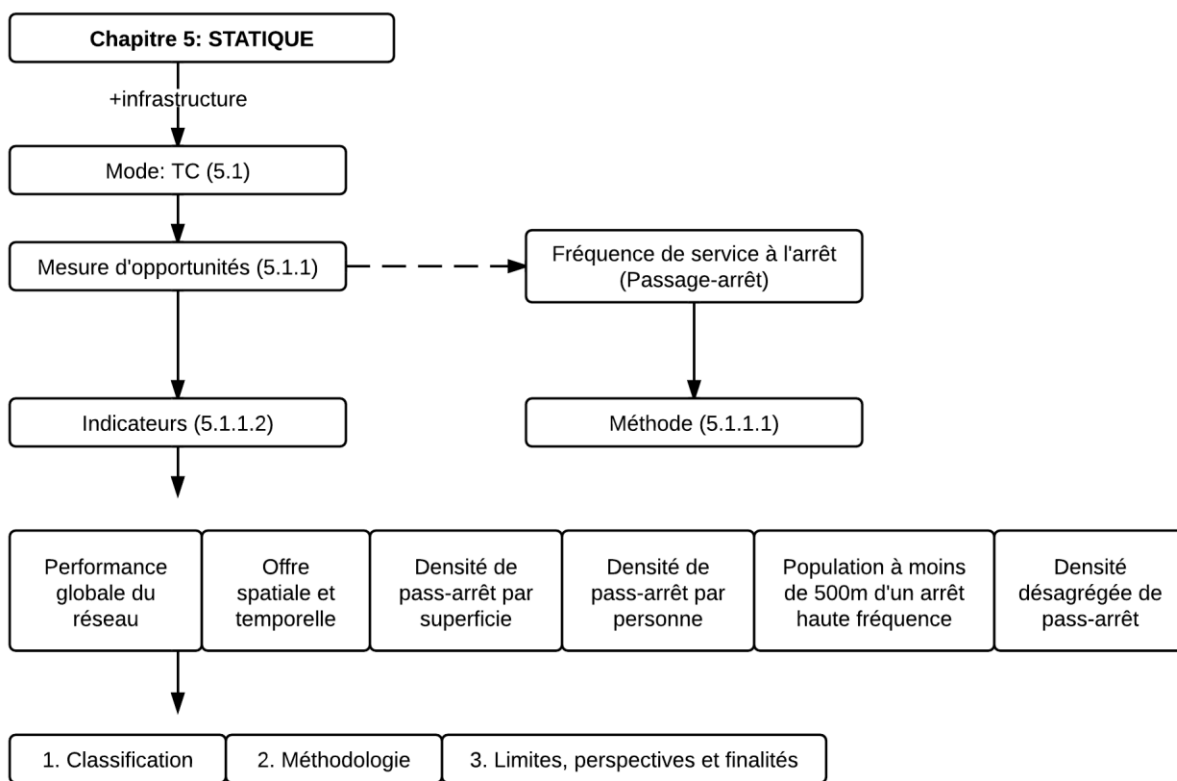 Chapitre 5: STATIQUE
+infrastructure
Mode: TC (5.1)
Mesure d'opportunités (5.1.1)
Fréquence de service à l'arrêt
(Passage-arrêt)
Indicateurs (5.1.1.2)
Méthode (5.1.1.1)
Performance
globale du
réseau
Offre
spatiale et
temporelle
Densité de
pass-arrêt par
superficie
Densité de
pass-arrêt par
personne
Population à moins
de 500m d'un arrêt
haute fréquence
Densité
désagrégée de
pass-arrêt
1. Classification
2. Méthodologie
3. Limites, perspectives et finalités